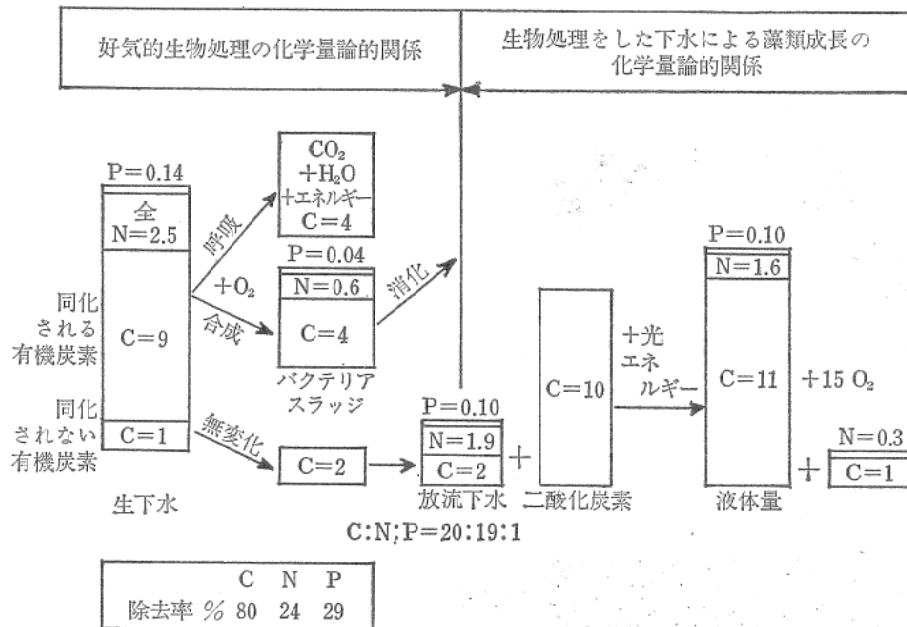 好気的生物処理の化学量論的関係
生物処理をした下水による藻類成長の
化学量論的関係
P=0.14
全
N=2.5
同化
される
有機炭素
C=9
同化
されない
有機炭素
C=1
生下水
呼吸
+O₂
合成
無変化
CO₂
+H₂O
+エネルギー
C=4
P=0.04
N=0.6
C=4
バクテリア
スラッジ
消化
C=2
P=0.10
N=1.9
C=2
放流下水
+
C=10
二酸化炭素
+光
エネ
ルギー
P=0.10
N=1.6
C=11
液体量
+15 O₂
+
N=0.3
C=1
C:N:P=20:19:1
C N P
除去率 % 80 24 29